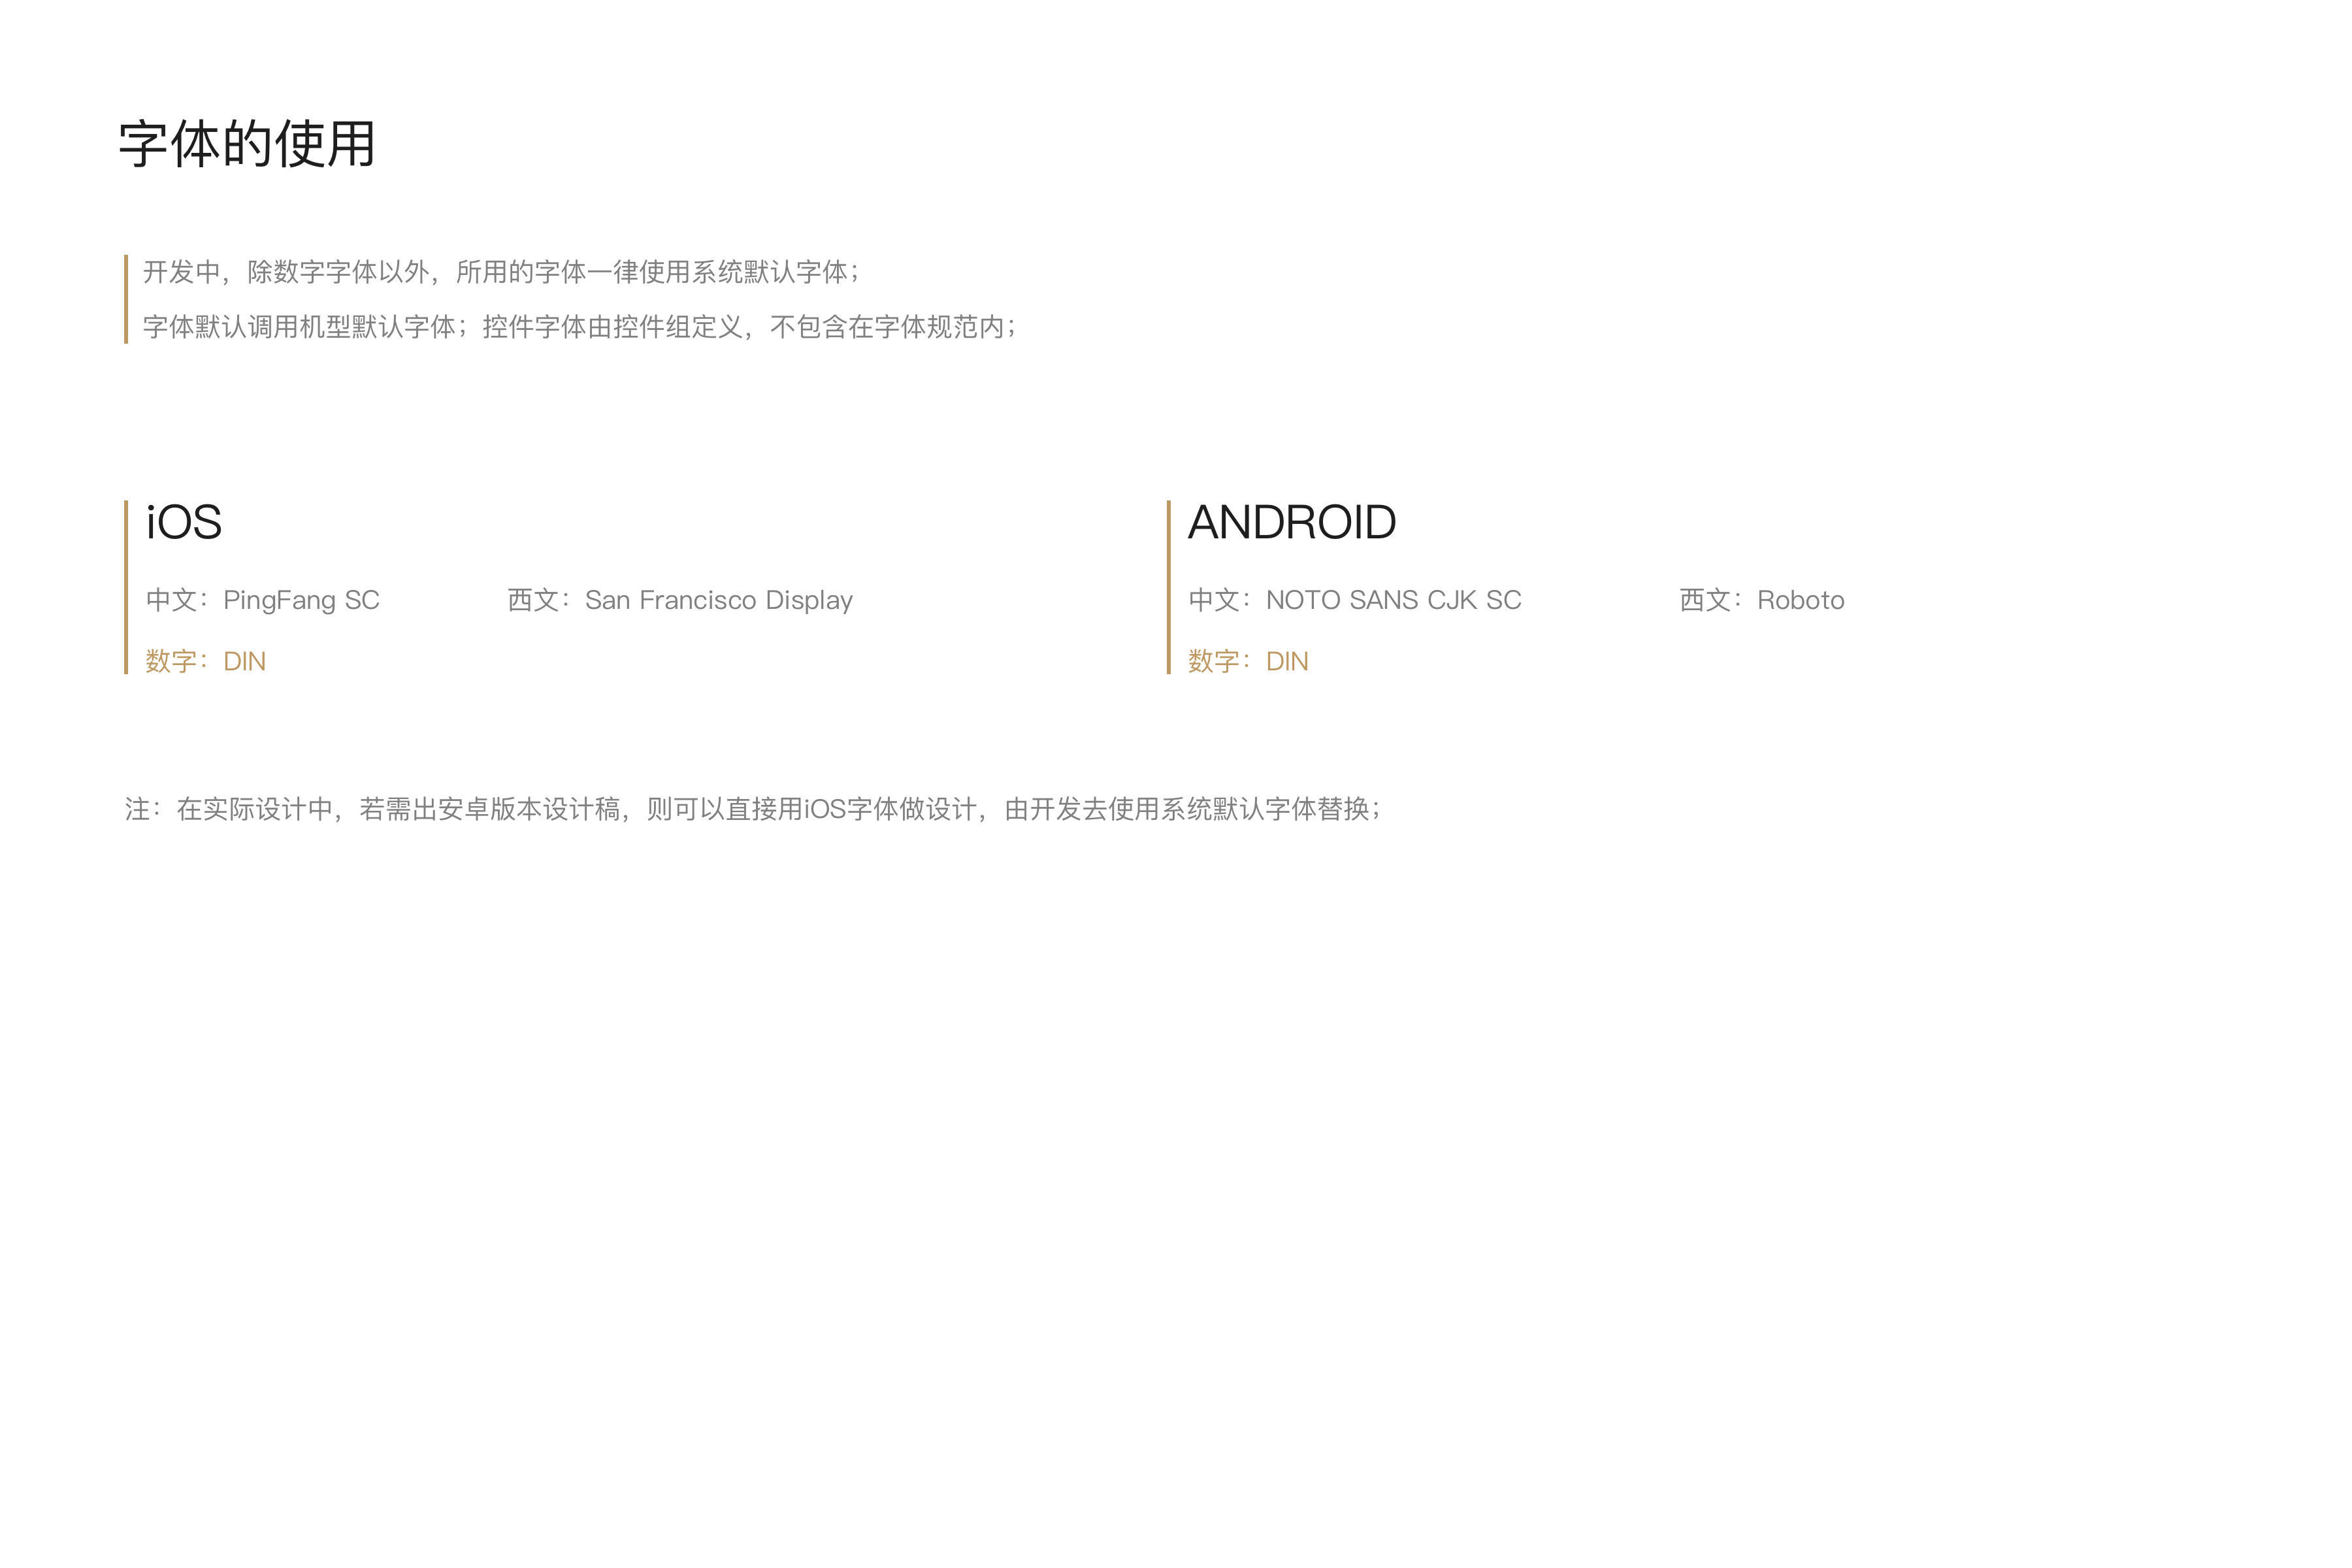 字体的使用
开发中，除数字字体以外，所用的字体一律使用系统默认字体；
字体默认调用机型默认字体；控件字体由控件组定义，不包含在字体规范内；
iOS
中文：PingFang SC 西文：San Francisco Display
数字：DIN
ANDROID
中文：NOTO SANS CJK SC 西文：Roboto
数字：DIN
注：在实际设计中，若需出安卓版本设计稿，则可以直接用iOS字体做设计，由开发去使用系统默认字体替换；